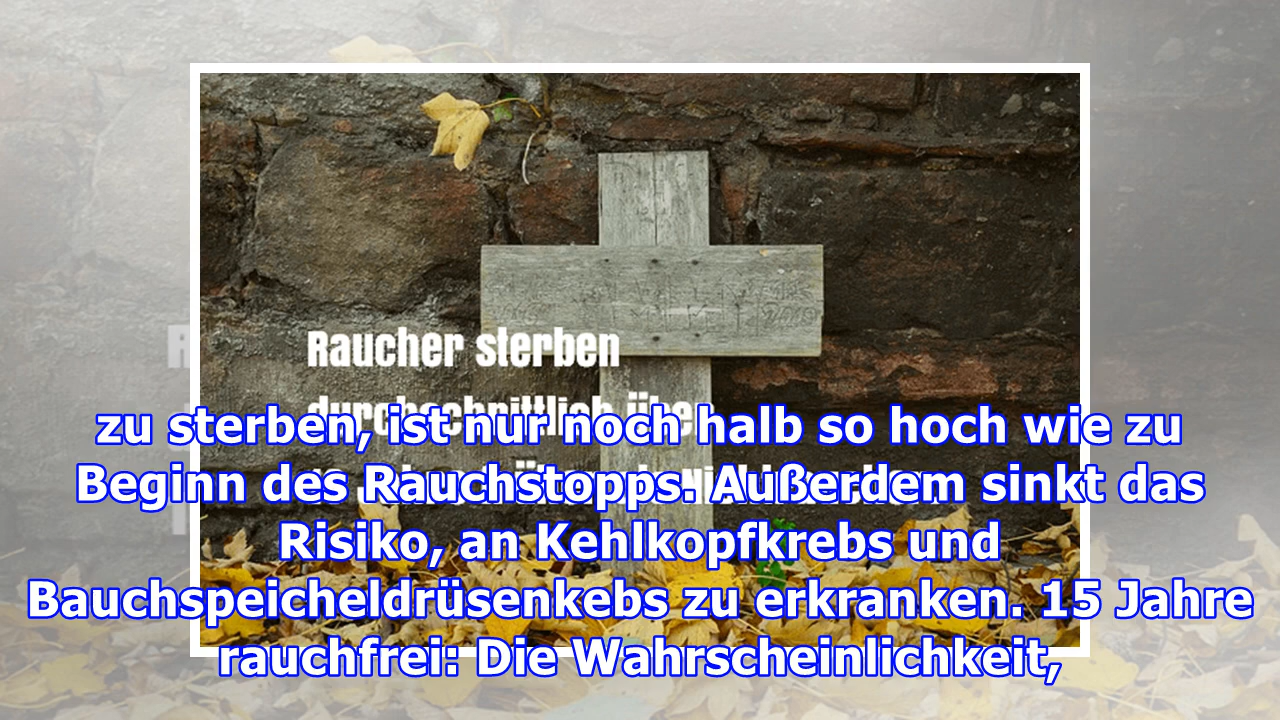 Raucher sterben
durchschnittlich
zu sterben, ist nur noch halb so hoch wie zu
Beginn des Rauchstopps. Außerdem sinkt das
Risiko, an Kehlkopfkrebs und
Bauchspeicheldrüsenkebs zu erkranken. 15 Jahre
rauchfrei: Die Wahrscheinlichkeit,